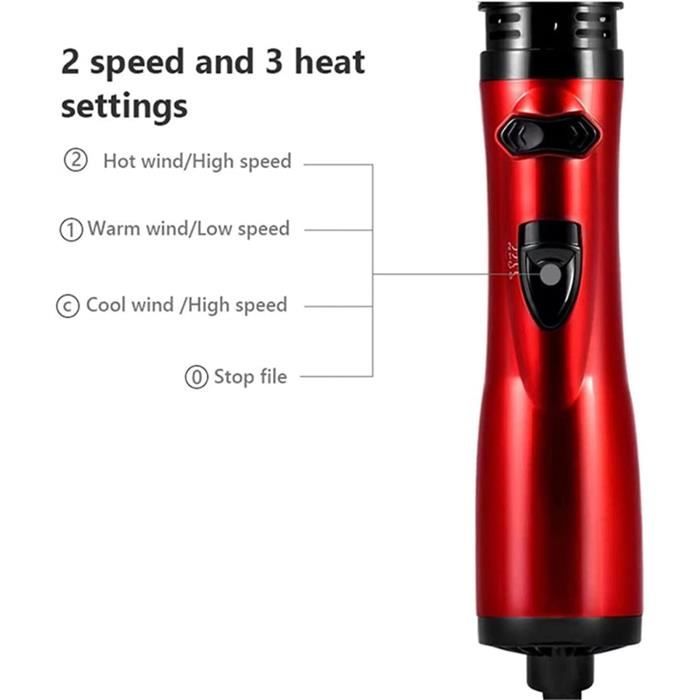 2 speed and 3 heat
settings
② Hot wind/High speed
① Warm wind/Low speed
ⓒ Cool wind /High speed
⓪ Stop file